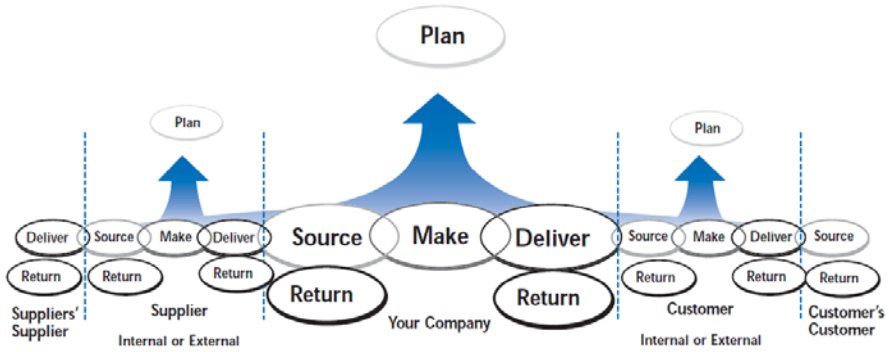 Plan
Plan
Plan
Deliver
Source
Make
Deliver
Source
Make
Deliver
Source
Make
Deliver
Source
Return
Return
Return
Return
Return
Return
Return
Return
Suppliers'
Supplier
Supplier
Internal or External
Your Company
Customer
Internal or External
Customer's
Customer